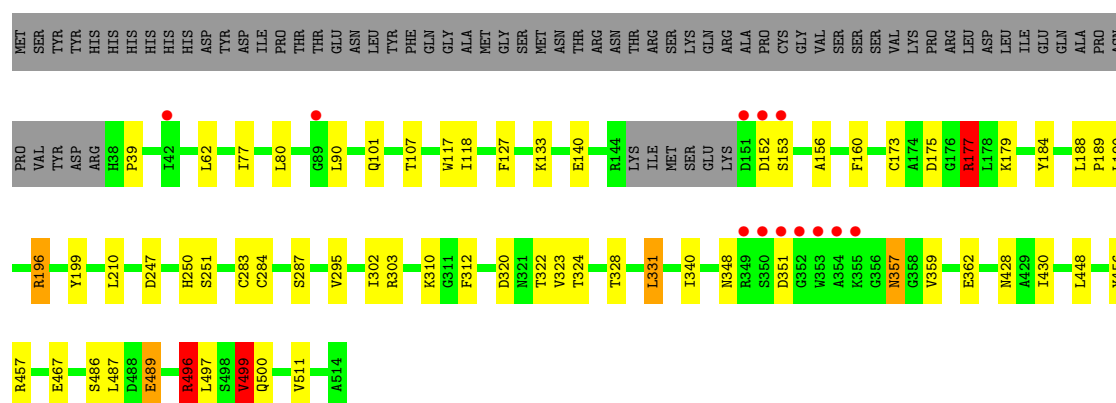 MET SER TYR TYR HIS HIS HIS HIS HIS HIS ASP TYR ASP ILE PRO THR THR GLU ASN LEU TYR PHE GLN GLY ALA MET GLY SER MET ASN THR ARG SER LYS GLN ARG ALA PRO CYS GLY VAL SER SER SER VAL LYS PRO ARG LEU ASP LEU ILE GLU GLN ALA PRO
PRO VAL TYR ASP ARG H38 P39 I42 L62 I77 L80 G89 L90 Q101 T107 W117 I118 F127 K133 E140 R144 LYS ILE MET SER GLU LYS D151 D152 S153 A156 F160 C173 A174 D175 G176 R177 L178 K179 Y184 L188 P189
R196 Y199 L210 D247 H250 S251 C283 C284 S287 V295 I302 R303 K310 G311 F312 D320 N321 T322 V323 T324 T328 L331 I340 N348 R349 S350 D351 G352 W353 A354 K355 G356 N357 G358 V359 E362 N428 A429 I430 L448
R457 E467 S486 L487 D488 E489 R496 L497 S498 V499 Q500 V511 A514